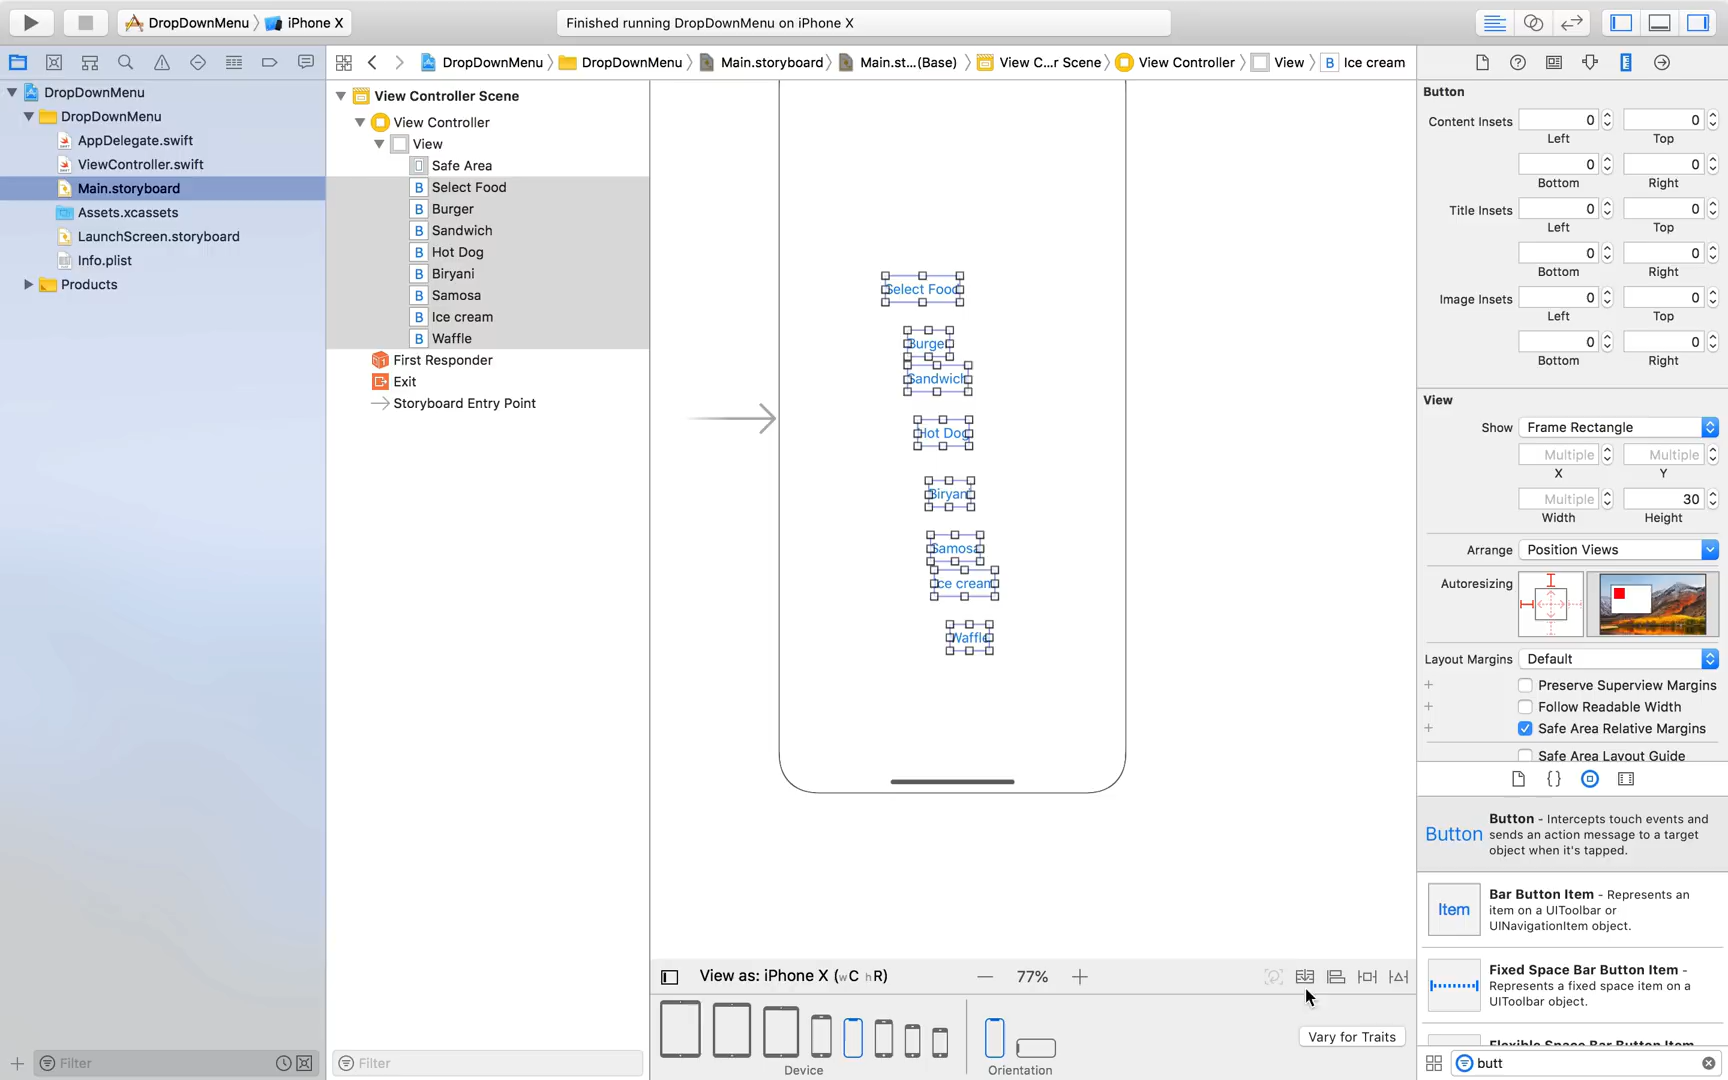 DropDownMenu
iPhone X
Finished running DropDownMenu on iPhone X
DropDownMenu
DropDownMenu
Main.storyboard
Main.st...(Base)
View C...r Scene
View Controller
View
B
Ice cream
DropDownMenu
DropDownMenu
AppDelegate.swift
ViewController.swift
Main.storyboard
Assets.xcassets
LaunchScreen.storyboard
Info.plist
Products
Filter
View Controller Scene
View Controller
View
Safe Area
B Select Food
B Burger
B Sandwich
B Hot Dog
B Biryani
B Samosa
B Ice cream
B Waffle
First Responder
Exit
Storyboard Entry Point
Filter
Select Food
Burger
Sandwich
Hot Dog
Biryani
Samosa
Ice cream
Waffle
View as: iPhone X (wC hR)
77%
Device
Orientation
Vary for Traits
Button
Content Insets 0 0
Left Top
0 0
Bottom Right
Title Insets 0 0
Left Top
0 0
Bottom Right
Image Insets 0 0
Left Top
0 0
Bottom Right
View
Show Frame Rectangle
Multiple Multiple
X Y
Multiple 30
Width Height
Arrange Position Views
Autoresizing
Layout Margins Default
Preserve Superview Margins
Follow Readable Width
Safe Area Relative Margins
Safe Area Layout Guide
Button
Button - Intercepts touch events and
sends an action message to a target
object when it's tapped.
Item
Bar Button Item - Represents an
item on a UIToolbar or
UINavigationItem object.
Fixed Space Bar Button Item -
Represents a fixed space item on a
UIToolbar object.
Flexible Space Bar Button Item
butt